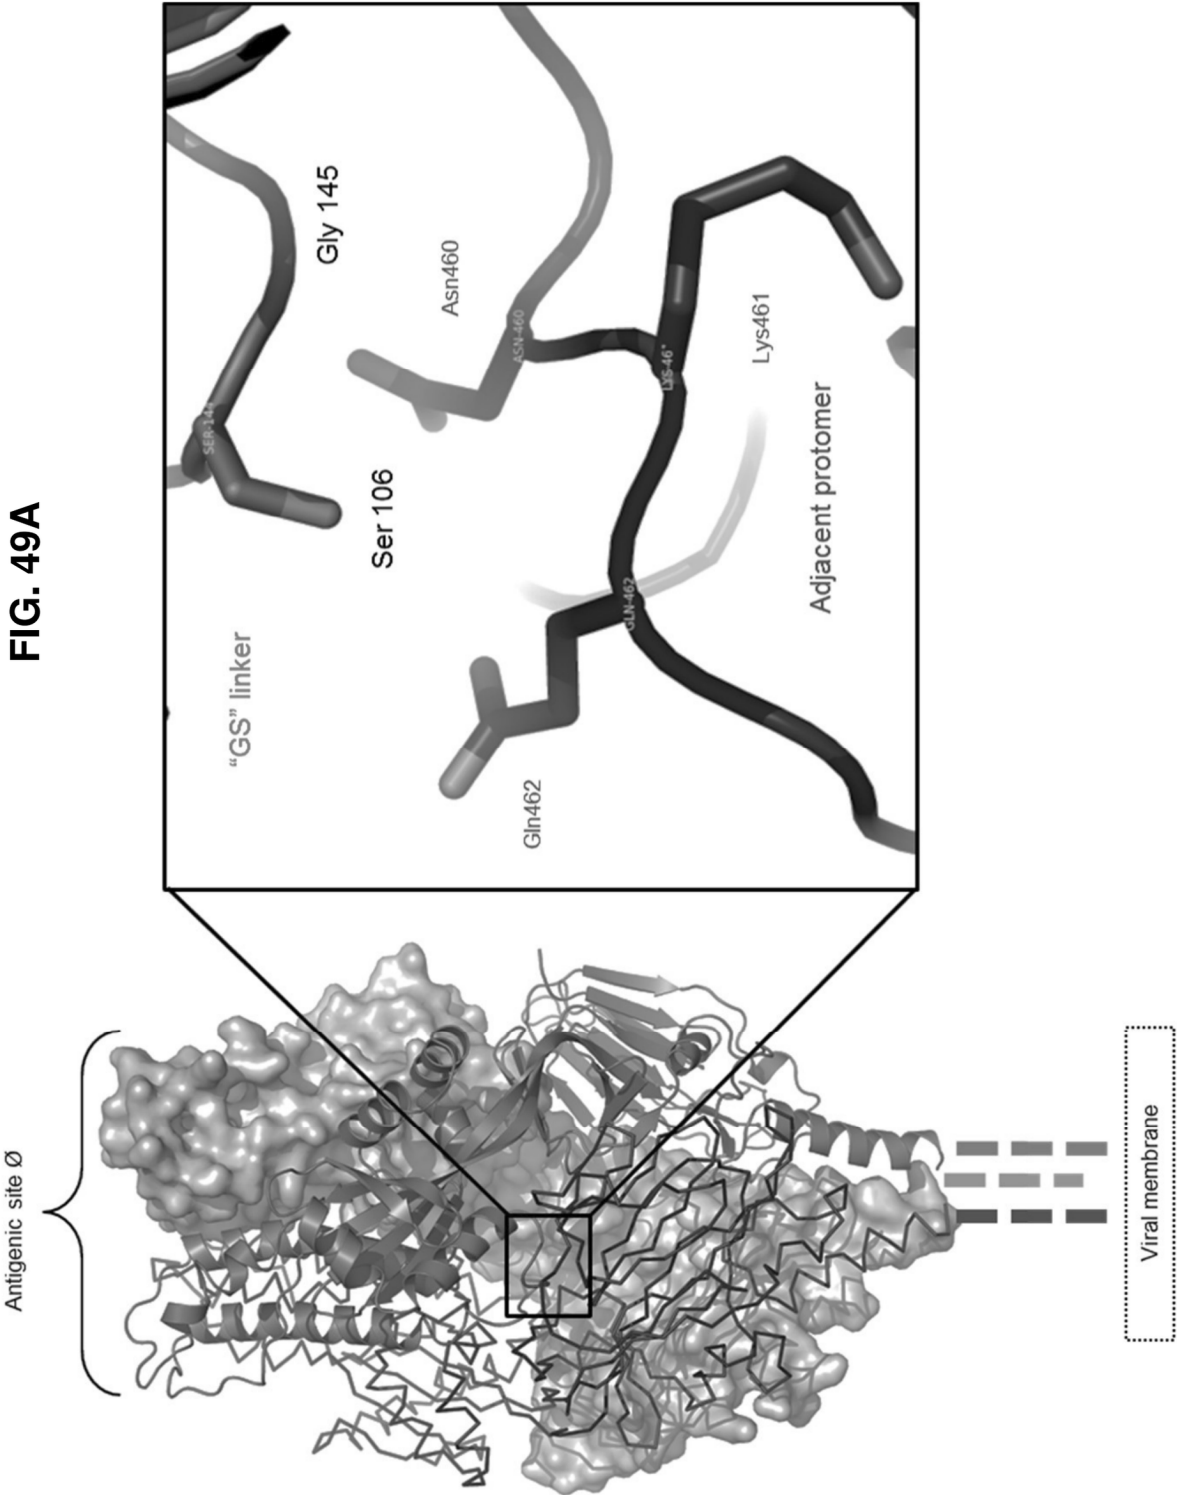 FIG. 49A
Antigenic site Ø
Viral membrane
"GS" linker
Ser 106
Gly 145
Asn460
Gln462
Lys461
Adjacent protomer
SER-144
ASN-460
LYS-46
GLN-462